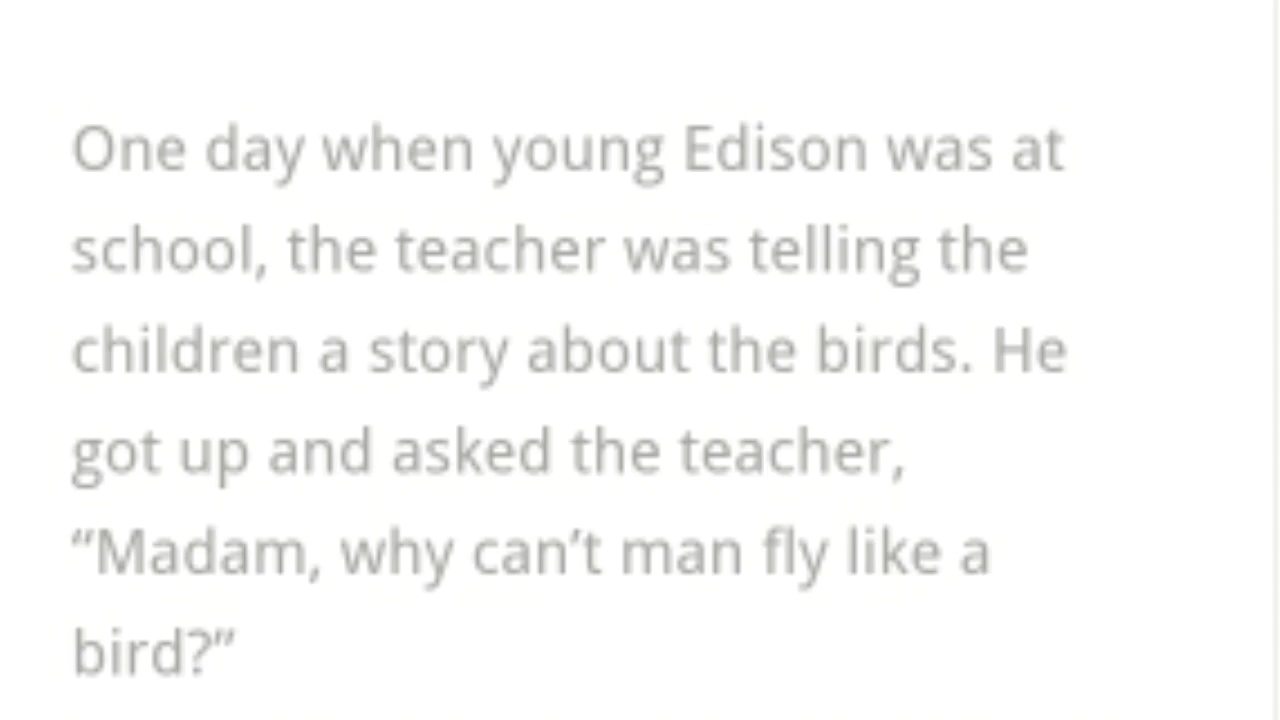 One day when young Edison was at
school, the teacher was telling the
children a story about the birds. He
got up and asked the teacher,
“Madam, why can’t man fly like a
bird?”